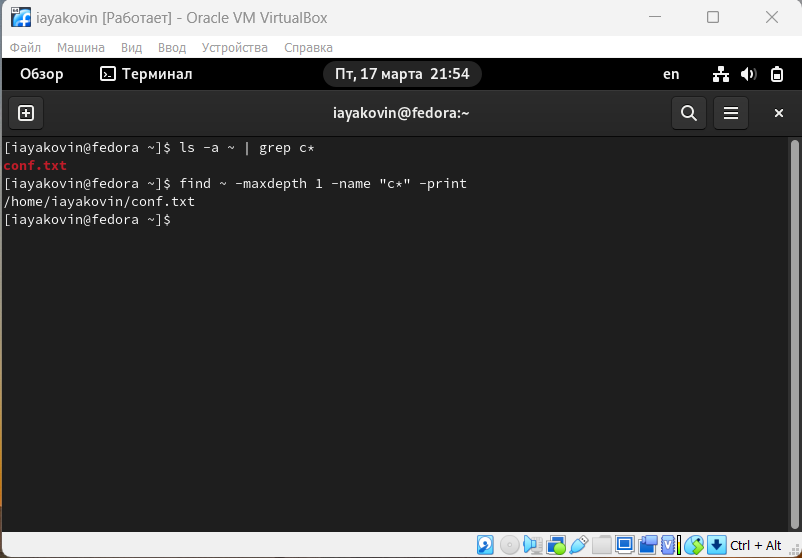 iayakovin [Работает] - Oracle VM VirtualBox
Файл Машина Вид Ввод Устройства Справка
Обзор Терминал Пт, 17 марта 21:54 en
iayakovin@fedora:~
[iayakovin@fedora ~]$ ls -a ~ | grep c*
conf.txt
[iayakovin@fedora ~]$ find ~ -maxdepth 1 -name "c*" -print
/home/iayakovin/conf.txt
[iayakovin@fedora ~]$
Ctrl + Alt